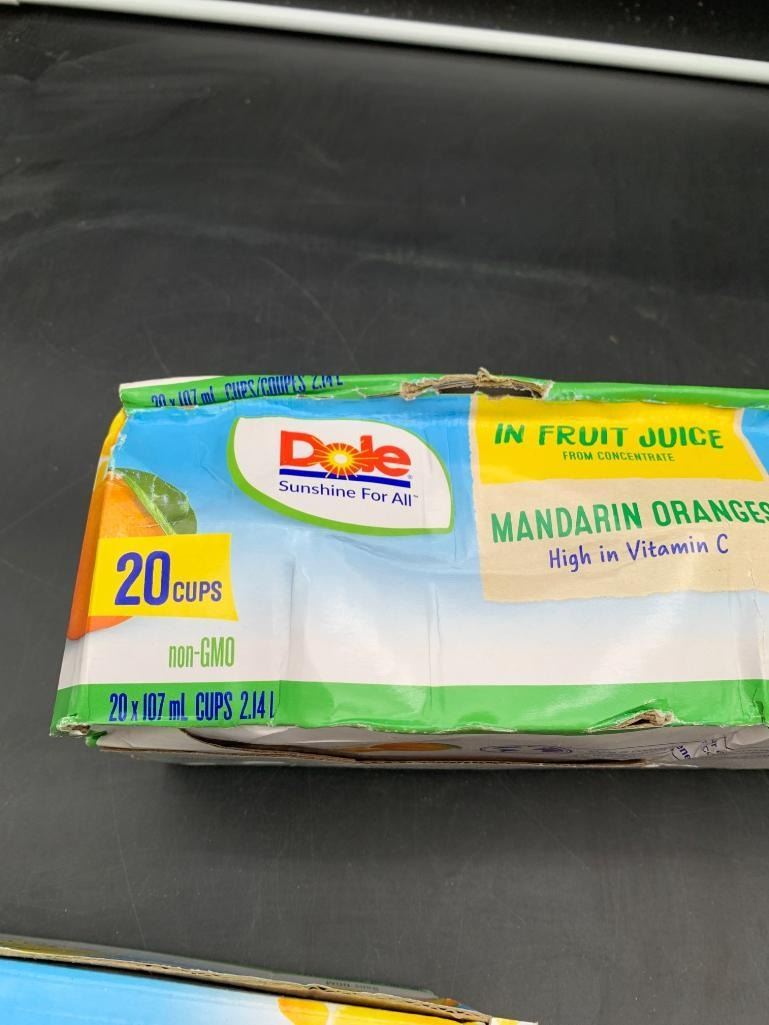 20 x 107 mL CUPS/COUPES 2.14 L
Dole
Sunshine For All™
IN FRUIT JUICE
FROM CONCENTRATE
MANDARIN ORANGES
High in Vitamin C
20 CUPS
non-GMO
20 x 107 mL CUPS 2.14 L